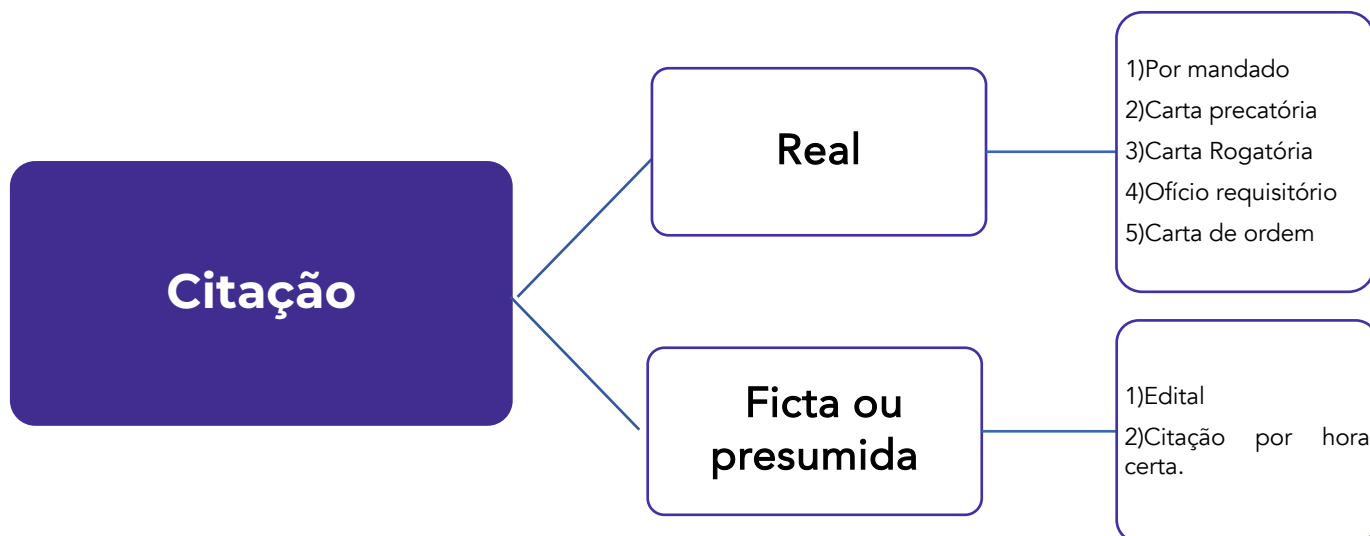 Citação
Real
1)Por mandado
2)Carta precatória
3)Carta Rogatória
4)Ofício requisitório
5)Carta de ordem
Ficta ou
presumida
1)Edital
2)Citação por hora
certa.